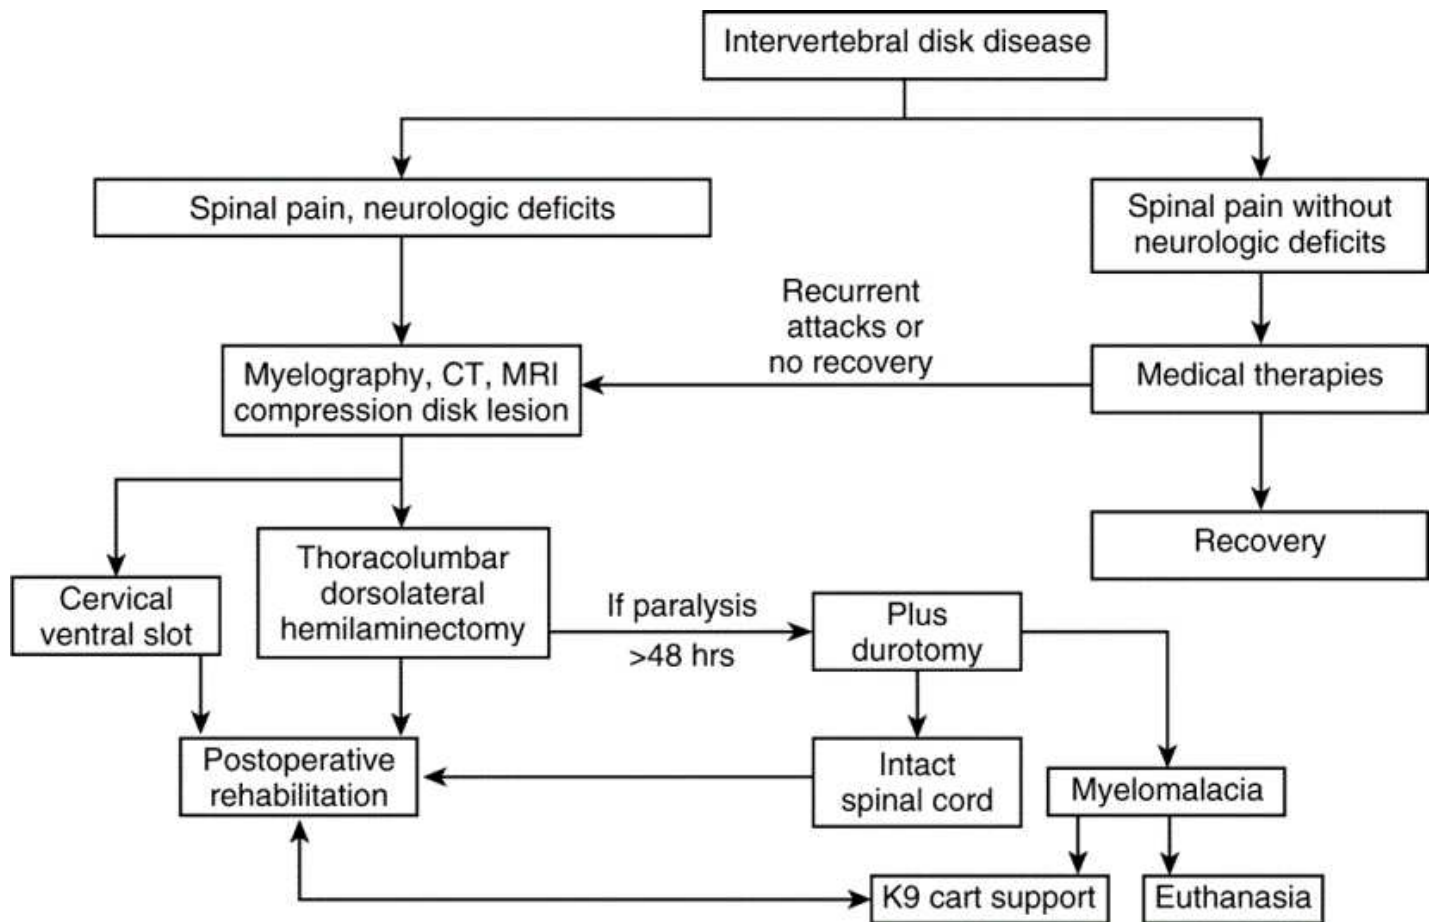 Intervertebral disk disease
Spinal pain, neurologic deficits
Spinal pain without
neurologic deficits
Recurrent
attacks or
no recovery
Myelography, CT, MRI
compression disk lesion
Medical therapies
Recovery
Cervical
ventral slot
Thoracolumbar
dorsolateral
hemilaminectomy
If paralysis
>48 hrs
Plus
durotomy
Postoperative
rehabilitation
Intact
spinal cord
Myelomalacia
K9 cart support
Euthanasia